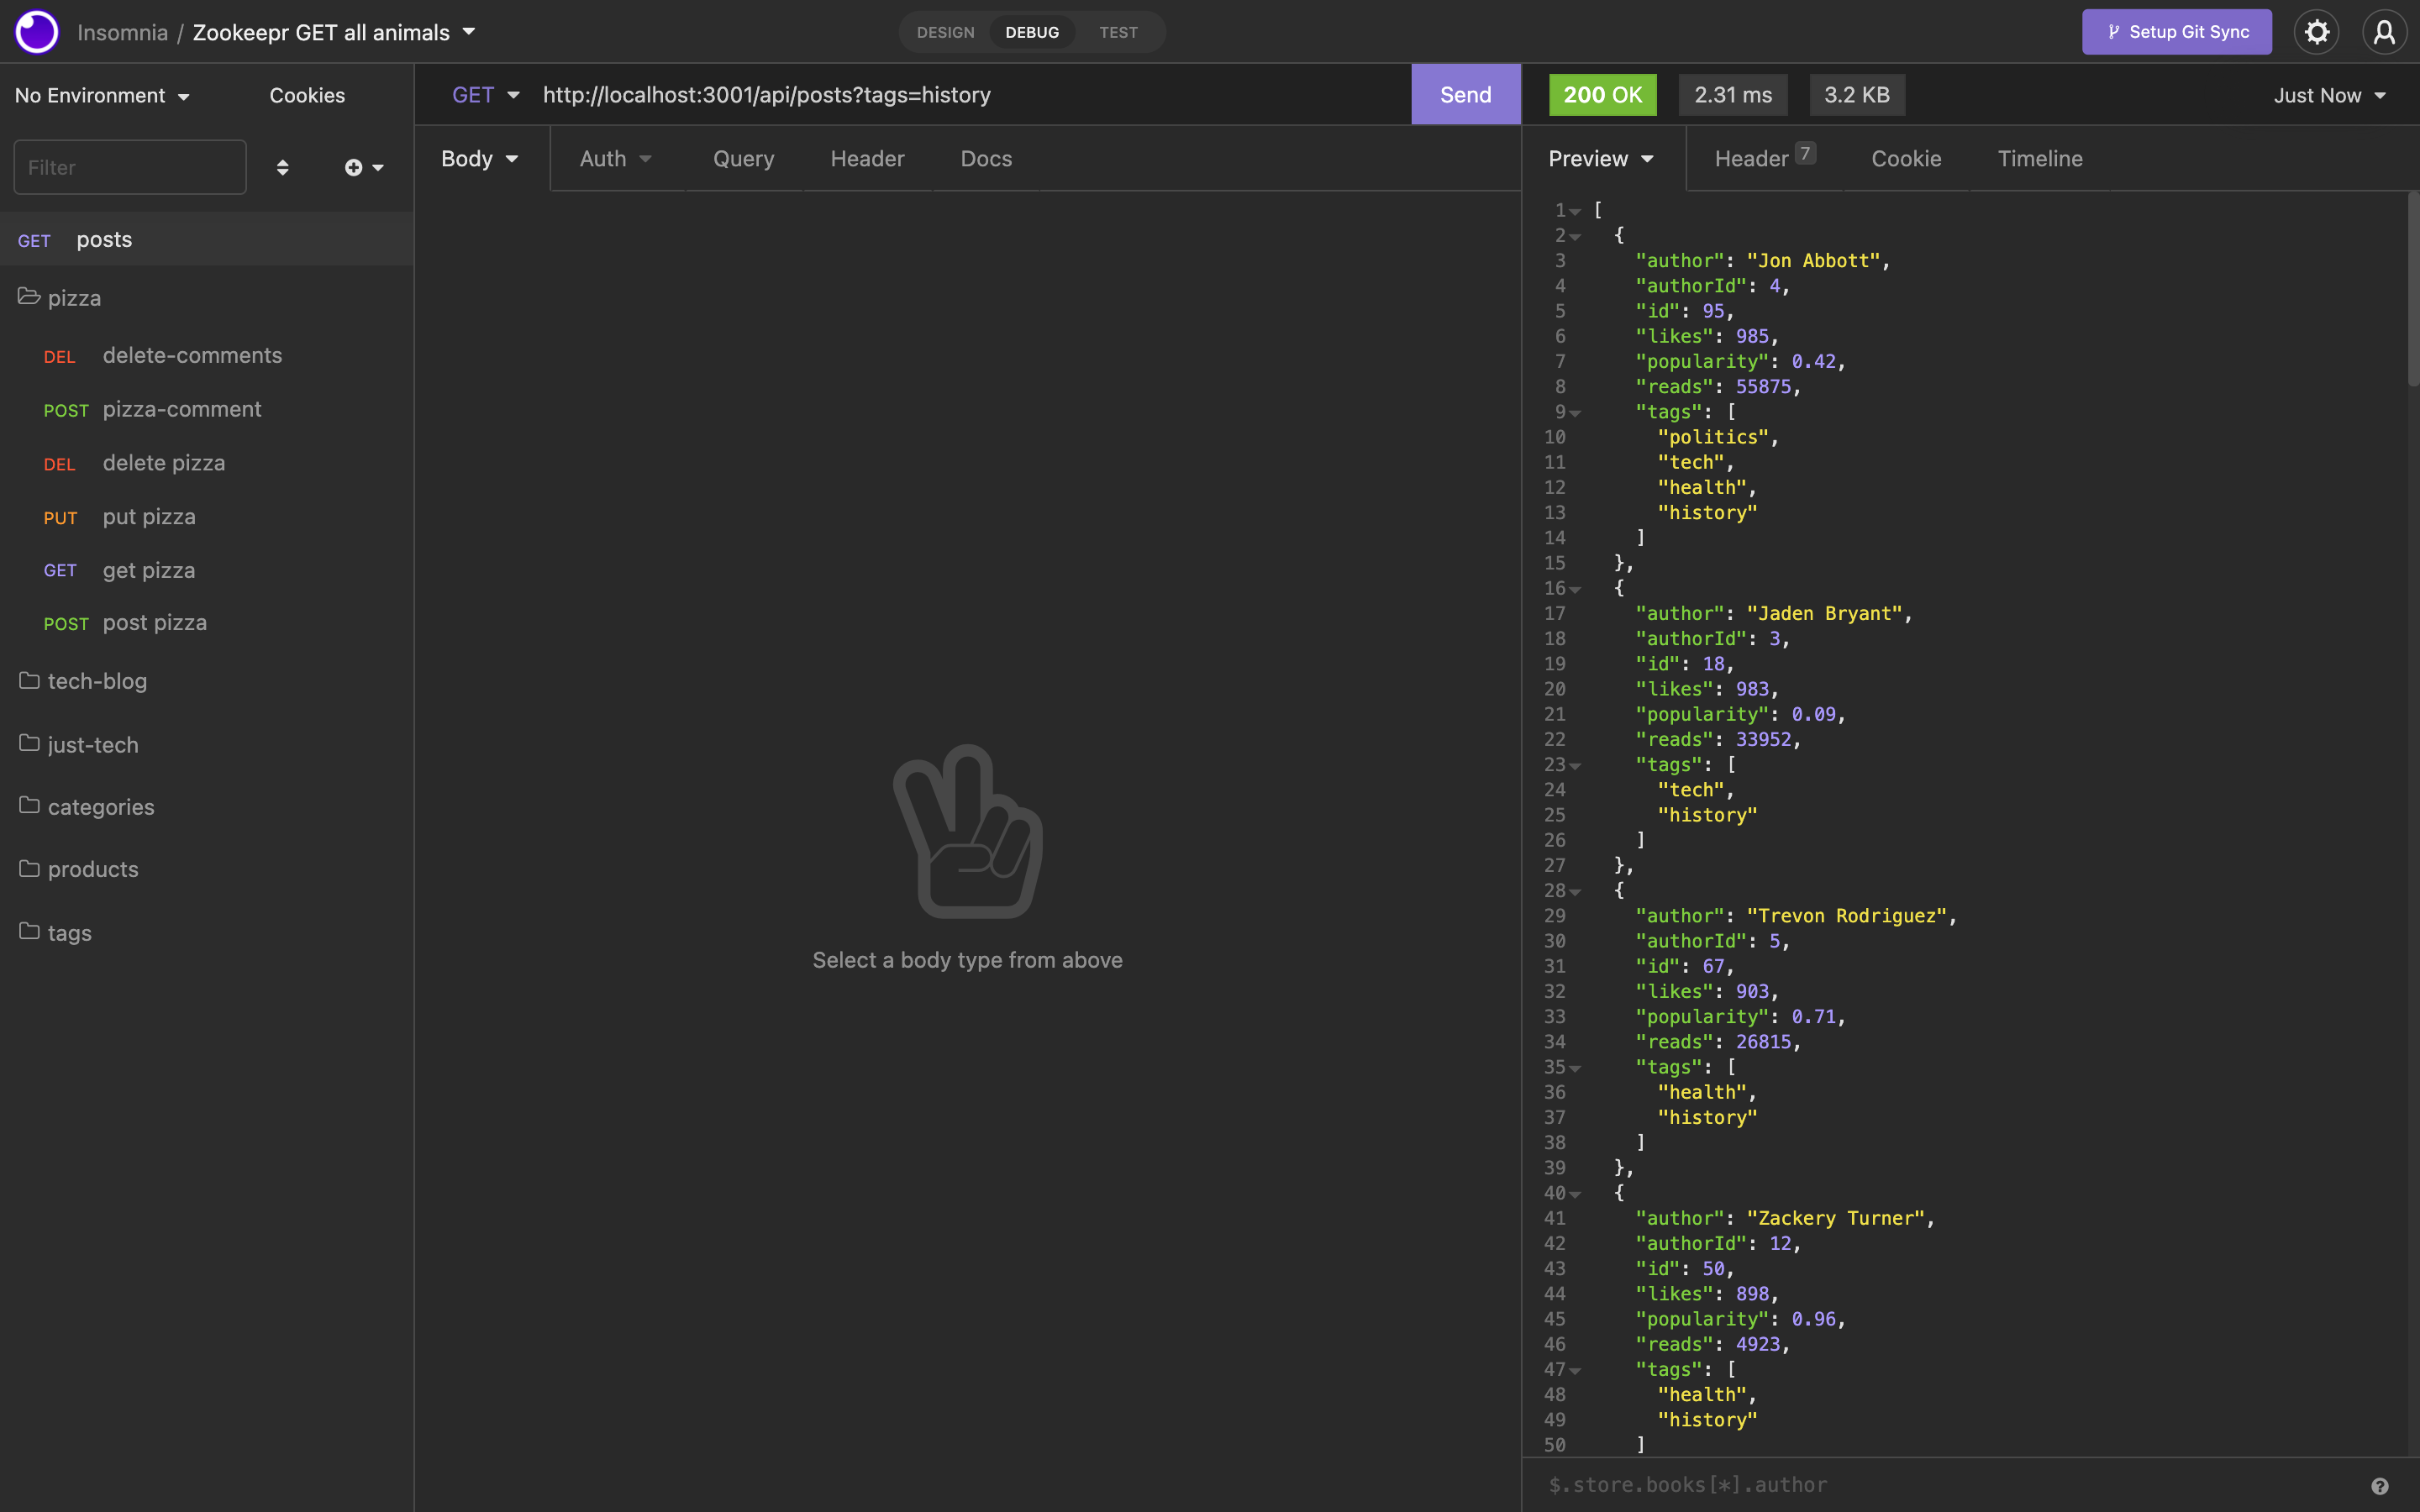 Insomnia / Zookeepr GET all animals
DESIGN DEBUG TEST
Setup Git Sync
No Environment Cookies
Filter
GET posts
pizza
DEL delete-comments
POST pizza-comment
DEL delete pizza
PUT put pizza
GET get pizza
POST post pizza
tech-blog
just-tech
categories
products
tags
GET http://localhost:3001/api/posts?tags=history Send
Body Auth Query Header Docs
Select a body type from above
200 OK 2.31 ms 3.2 KB Just Now
Preview Header 7 Cookie Timeline
1 [
2 {
3 "author": "Jon Abbott",
4 "authorId": 4,
5 "id": 95,
6 "likes": 985,
7 "popularity": 0.42,
8 "reads": 55875,
9 "tags": [
10 "politics",
11 "tech",
12 "health",
13 "history"
14 ]
15 },
16 {
17 "author": "Jaden Bryant",
18 "authorId": 3,
19 "id": 18,
20 "likes": 983,
21 "popularity": 0.09,
22 "reads": 33952,
23 "tags": [
24 "tech",
25 "history"
26 ]
27 },
28 {
29 "author": "Trevon Rodriguez",
30 "authorId": 5,
31 "id": 67,
32 "likes": 903,
33 "popularity": 0.71,
34 "reads": 26815,
35 "tags": [
36 "health",
37 "history"
38 ]
39 },
40 {
41 "author": "Zackery Turner",
42 "authorId": 12,
43 "id": 50,
44 "likes": 898,
45 "popularity": 0.96,
46 "reads": 4923,
47 "tags": [
48 "health",
49 "history"
50 ]
$.store.books[*].author